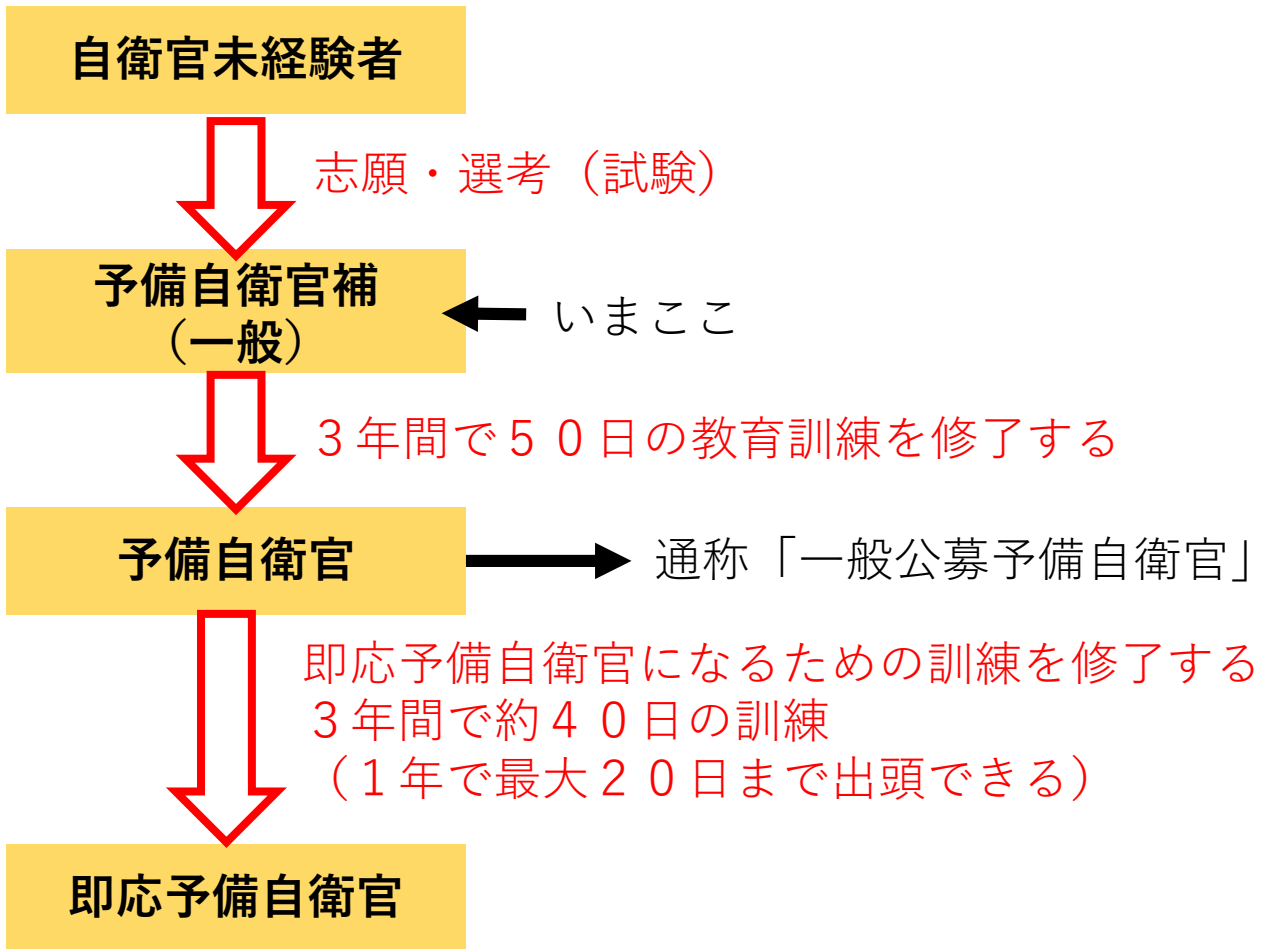 自衛官未経験者
志願・選考（試験）
予備自衛官補
（一般）
いまここ
３年間で５０日の教育訓練を修了する
予備自衛官
通称「一般公募予備自衛官」
即応予備自衛官になるための訓練を修了する
３年間で約４０日の訓練
（１年で最大２０日まで出頭できる）
即応予備自衛官